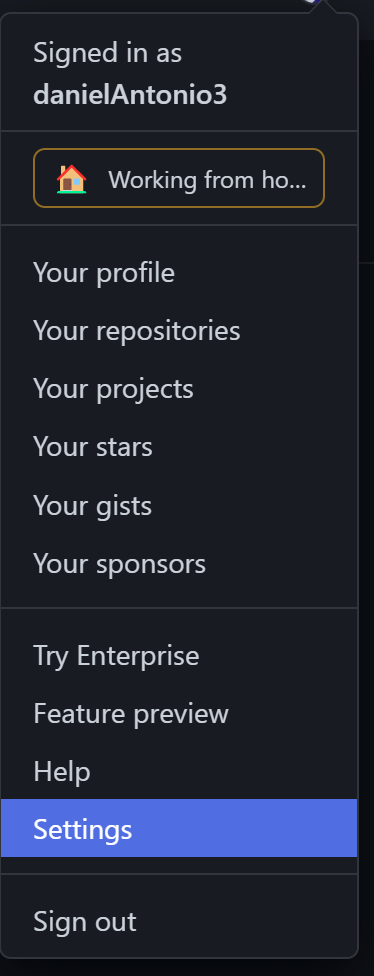 Signed in as
danielAntonio3
Working from ho...
Your profile
Your repositories
Your projects
Your stars
Your gists
Your sponsors
Try Enterprise
Feature preview
Help
Settings
Sign out